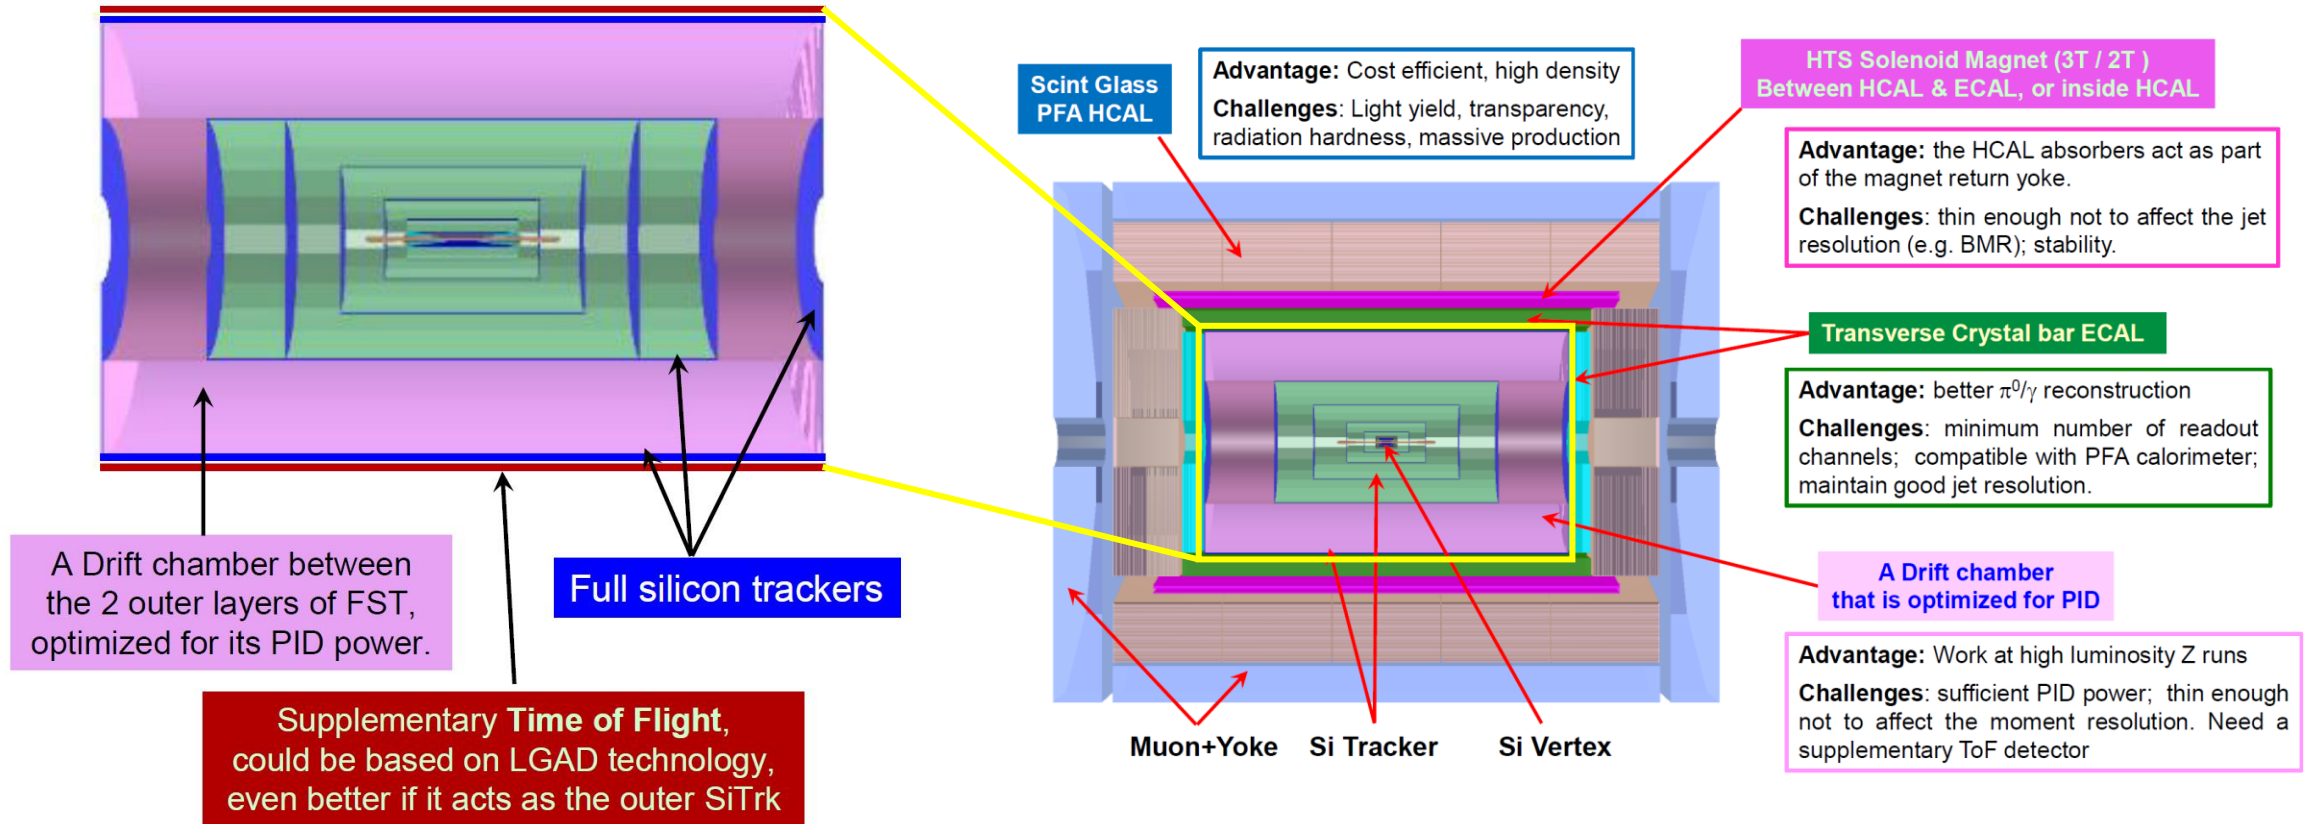 A Drift chamber between
the 2 outer layers of FST,
optimized for its PID power.
Full silicon trackers
Supplementary Time of Flight,
could be based on LGAD technology,
even better if it acts as the outer SiTrk
Scint Glass
PFA HCAL
Advantage: Cost efficient, high density
Challenges: Light yield, transparency,
radiation hardness, massive production
HTS Solenoid Magnet (3T / 2T )
Between HCAL & ECAL, or inside HCAL
Advantage: the HCAL absorbers act as part
of the magnet return yoke.
Challenges: thin enough not to affect the jet
resolution (e.g. BMR); stability.
Transverse Crystal bar ECAL
Advantage: better π⁰/γ reconstruction
Challenges: minimum number of readout
channels; compatible with PFA calorimeter;
maintain good jet resolution.
A Drift chamber
that is optimized for PID
Advantage: Work at high luminosity Z runs
Challenges: sufficient PID power; thin enough
not to affect the moment resolution. Need a
supplementary ToF detector
Muon+Yoke Si Tracker Si Vertex